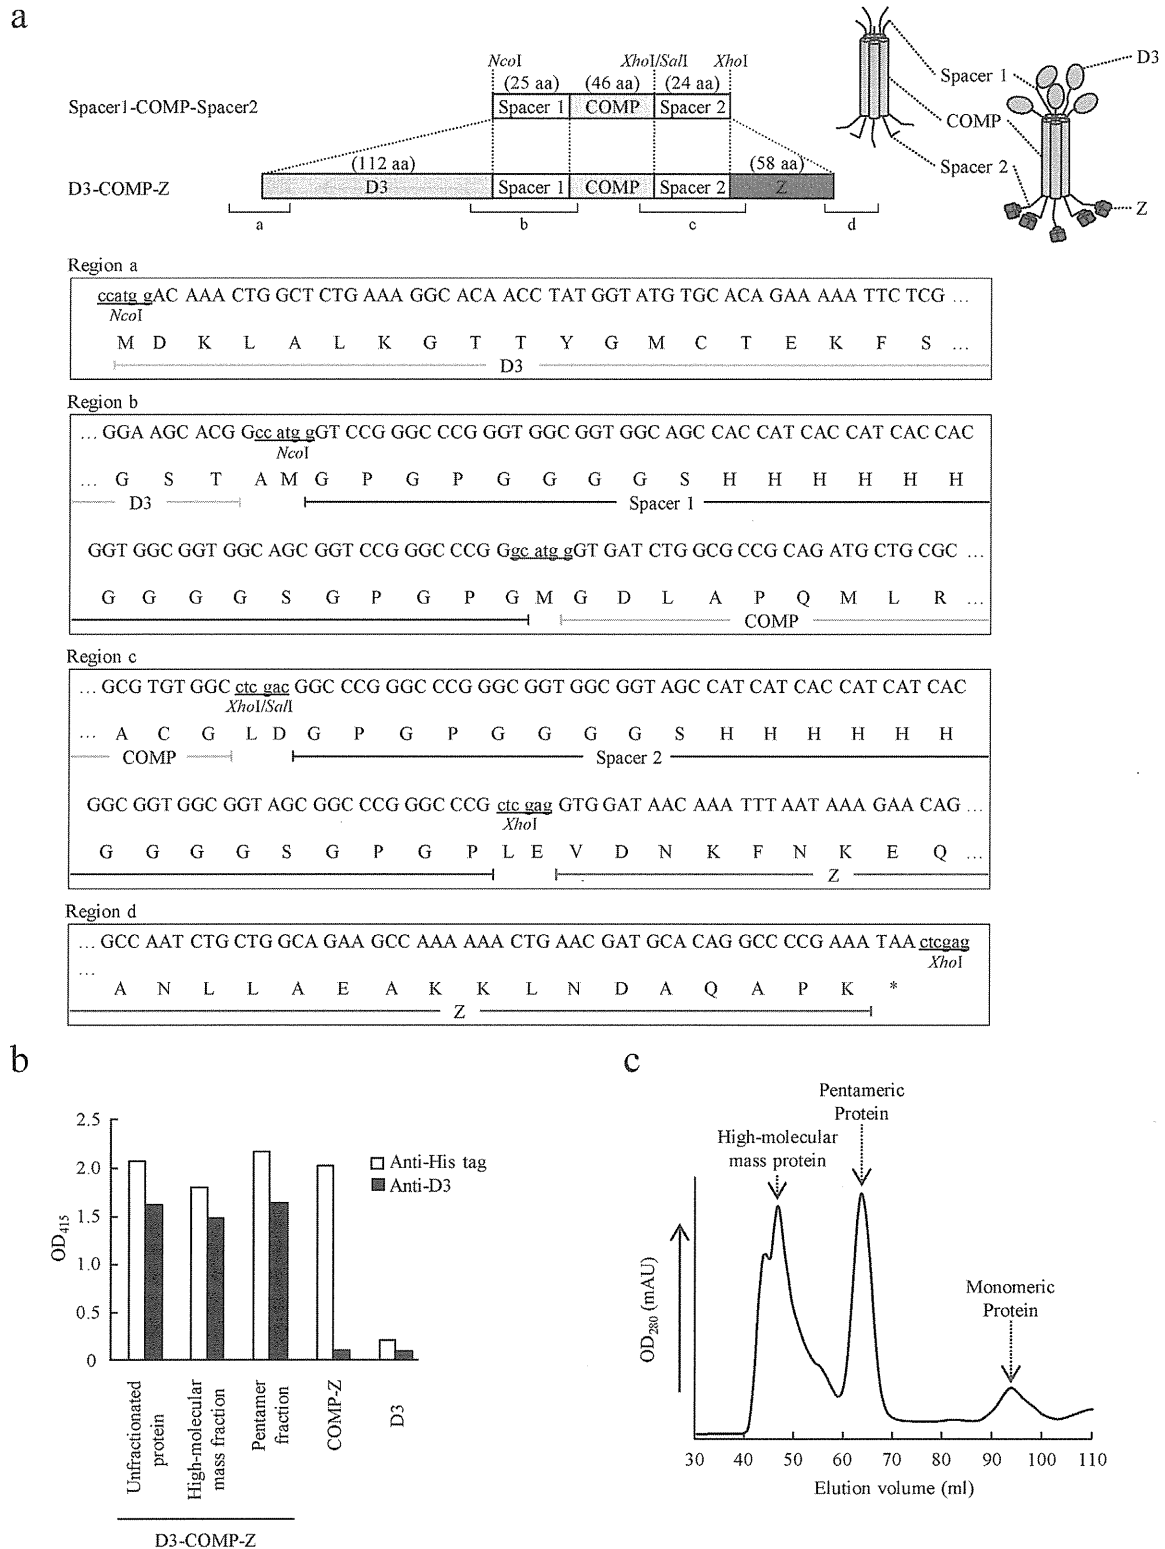 a
NcoI
XhoI/SalI
XhoI
(25 aa)
(46 aa)
(24 aa)
Spacer1-COMP-Spacer2
Spacer 1
COMP
Spacer 2
(112 aa)
(58 aa)
D3-COMP-Z
D3
Spacer 1
COMP
Spacer 2
Z
a
b
c
d
Spacer 1
COMP
Spacer 2
D3
Z
Region a
ccatg gAC AAA CTG GCT CTG AAA GGC ACA ACC TAT GGT ATG TGC ACA GAA AAA TTC TCG ...
NcoI
M D K L A L K G T T Y G M C T E K F S ...
D3
Region b
... GGA AGC ACG Gcc atg gGT CCG GGC CCG GGT GGC GGT GGC AGC CAC CAT CAC CAT CAC CAC
NcoI
... G S T A M G P G P G G G G S H H H H H H
D3
Spacer 1
GGT GGC GGT GGC AGC GGT CCG GGC CCG Ggc atg gGT GAT CTG GCG CCG CAG ATG CTG CGC ...
G G G G S G P G P G M G D L A P Q M L R ...
COMP
Region c
... GCG TGT GGC ctc gac GGC CCG GGC CCG GGC GGT GGC GGT AGC CAT CAT CAC CAT CAT CAC
XhoI/SalI
... A C G L D G P G P G G G G S H H H H H H
COMP
Spacer 2
GGC GGT GGC GGT AGC GGC CCG GGC CCG ctc gag GTG GAT AAC AAA TTT AAT AAA GAA CAG ...
XhoI
G G G G S G P G P L E V D N K F N K E Q ...
Z
Region d
... GCC AAT CTG CTG GCA GAA GCC AAA AAA CTG AAC GAT GCA CAG GCC CCG AAA TAA ctcgag
XhoI
...
A N L L A E A K K L N D A Q A P K *
Z
b
2.5
2.0
1.5
1.0
0.5
0
OD415
Anti-His tag
Anti-D3
Unfractionated
protein
High-molecular
mass fraction
Pentamer
fraction
COMP-Z
D3
D3-COMP-Z
c
Pentameric
Protein
High-molecular
mass protein
Monomeric
Protein
OD280 (mAU)
30 40 50 60 70 80 90 100 110
Elution volume (ml)